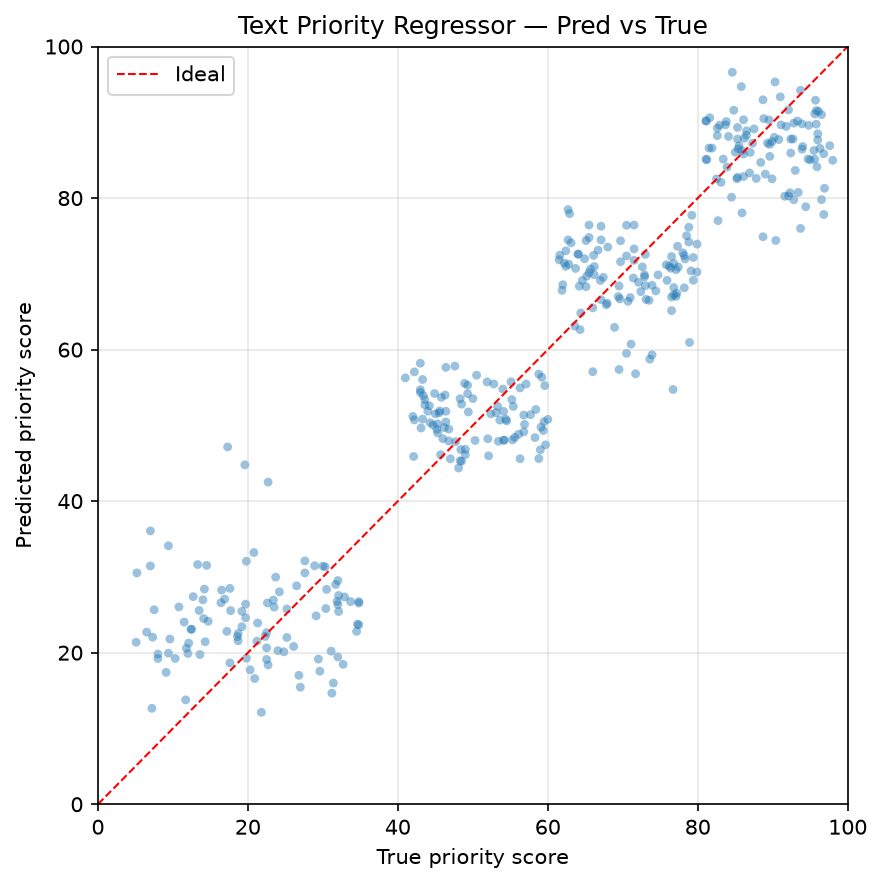 Text Priority Regressor — Pred vs True
Ideal
Predicted priority score
100
80
60
40
20
0
0 20 40 60 80 100
True priority score